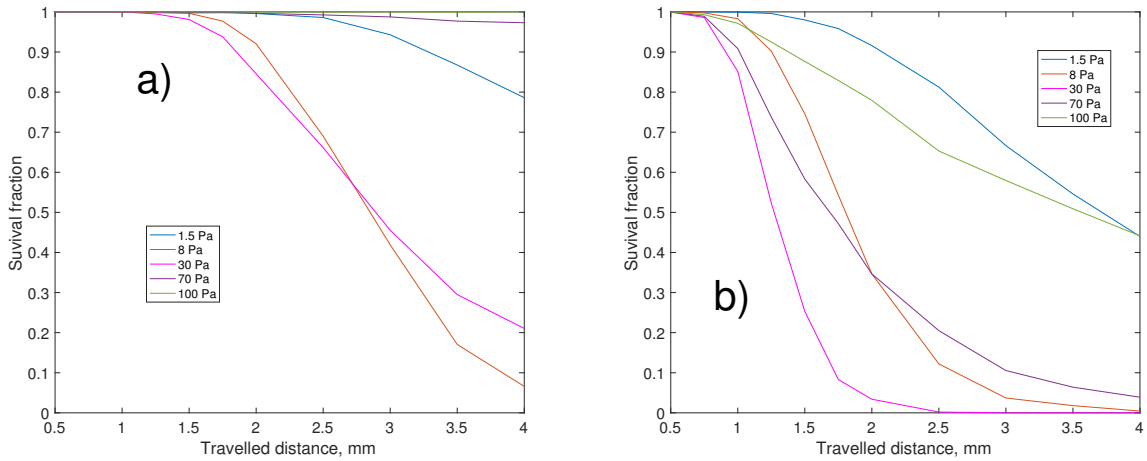 a)
Suvival fraction
1
0.9
0.8
0.7
0.6
0.5
0.4
0.3
0.2
0.1
0
1.5 Pa
8 Pa
30 Pa
70 Pa
100 Pa
0.5 1 1.5 2 2.5 3 3.5 4
Travelled distance, mm
b)
Suvival fraction
1
0.9
0.8
0.7
0.6
0.5
0.4
0.3
0.2
0.1
0
1.5 Pa
8 Pa
30 Pa
70 Pa
100 Pa
0.5 1 1.5 2 2.5 3 3.5 4
Travelled distance, mm